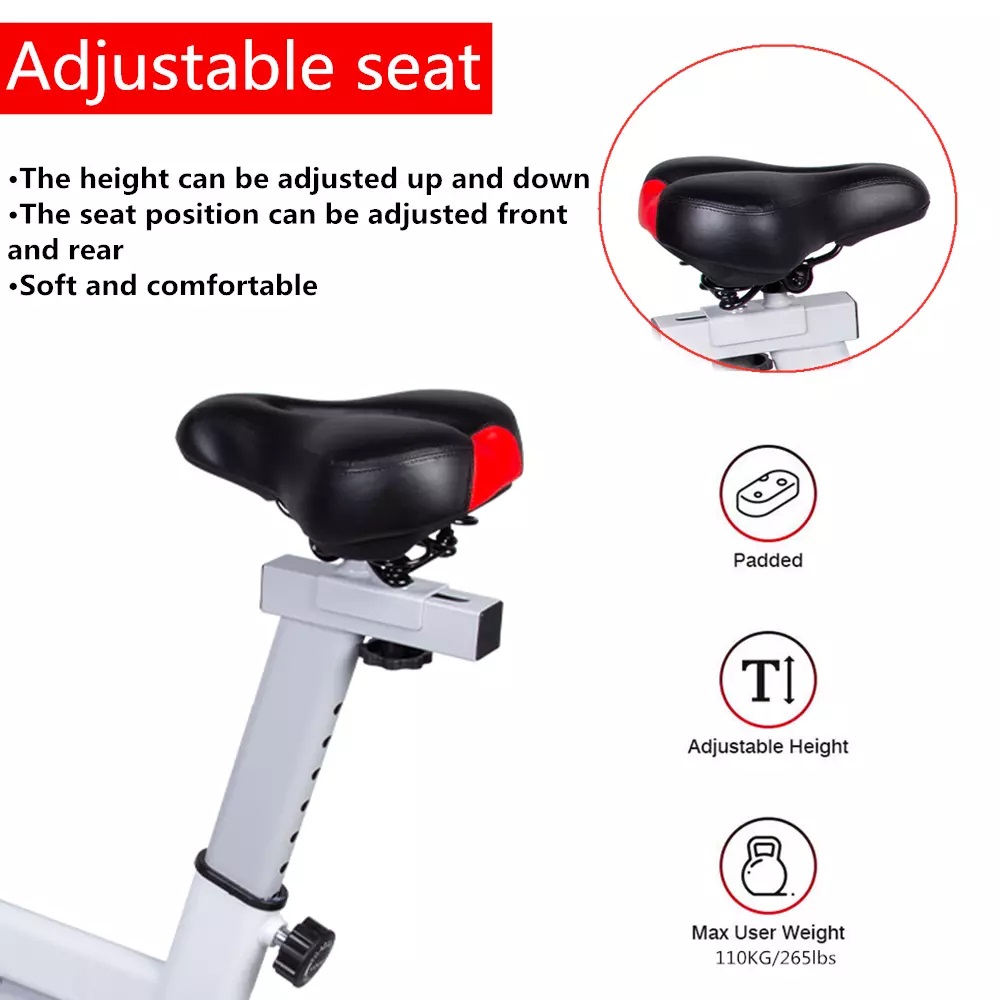 Adjustable seat
•The height can be adjusted up and down
•The seat position can be adjusted front
and rear
•Soft and comfortable
Padded
T
Adjustable Height
Max User Weight
110KG/265lbs